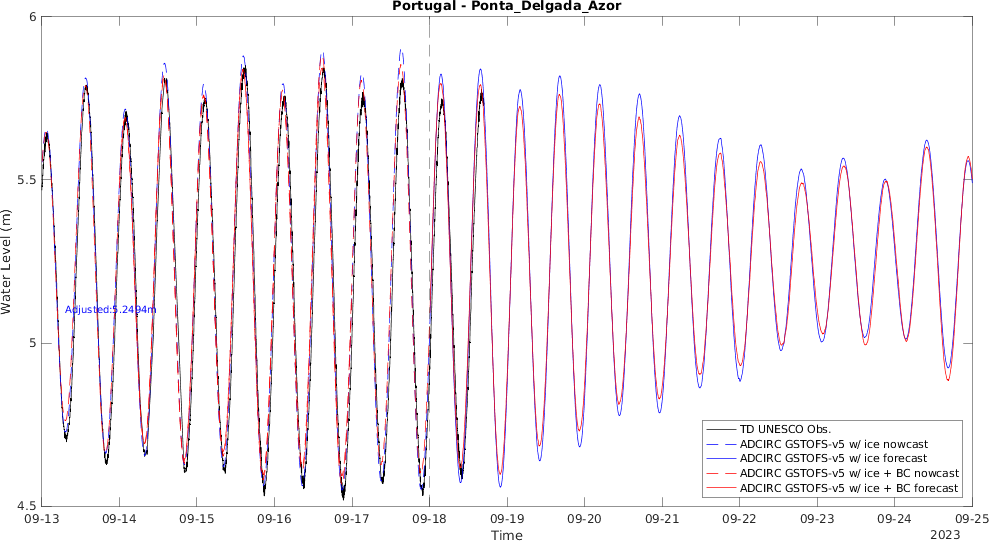 Portugal - Ponta_Delgada_Azor
6
5.5
5
4.5
Water Level (m)
Adjusted:5.2494m
TD UNESCO Obs.
ADCIRC GSTOFS-v5 w/ ice nowcast
ADCIRC GSTOFS-v5 w/ ice forecast
ADCIRC GSTOFS-v5 w/ ice + BC nowcast
ADCIRC GSTOFS-v5 w/ ice + BC forecast
09-13 09-14 09-15 09-16 09-17 09-18 09-19 09-20 09-21 09-22 09-23 09-24 09-25
Time
2023